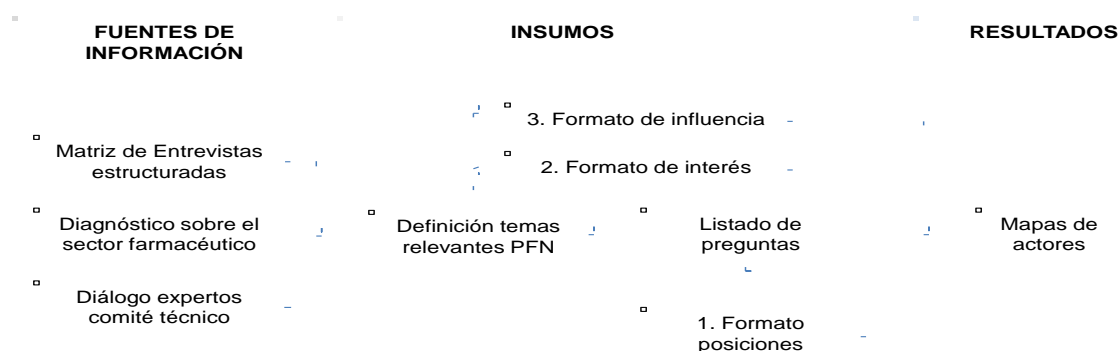 FUENTES DE
INFORMACIÓN
INSUMOS
RESULTADOS
3. Formato de influencia
Matriz de Entrevistas
estructuradas
2. Formato de interés
Diagnóstico sobre el
sector farmacéutico
Definición temas
relevantes PFN
Listado de
preguntas
Mapas de
actores
Diálogo expertos
comité técnico
1. Formato
posiciones